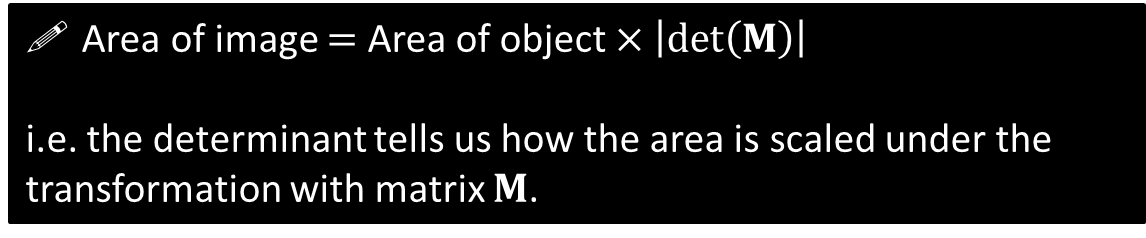 ✏ Area of image = Area of object × |det(𝐌)|
i.e. the determinant tells us how the area is scaled under the
transformation with matrix 𝐌.